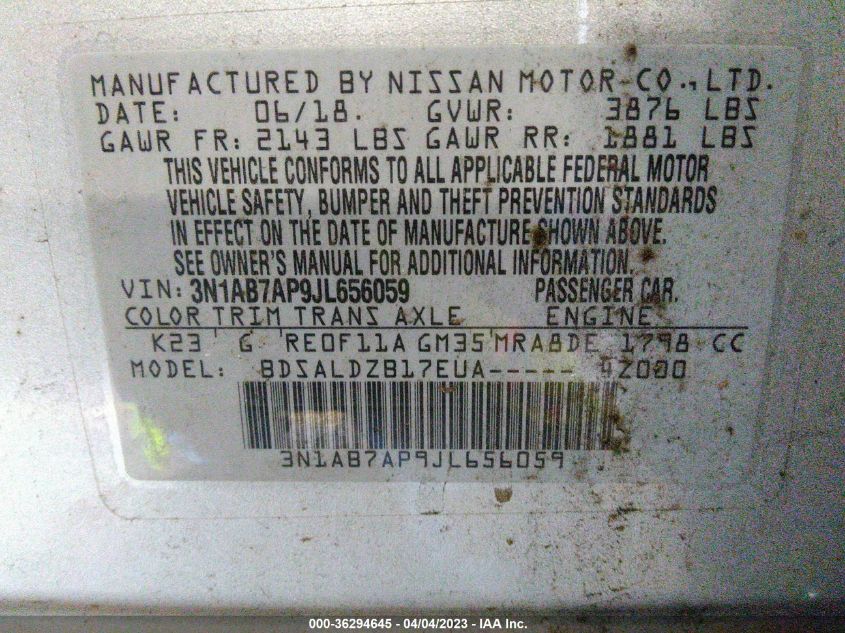 MANUFACTURED BY NISSAN MOTOR CO., LTD.
DATE: 06/18. GVWR: 3876 LBS
GAWR FR: 2143 LBS GAWR RR: 1881 LBS
THIS VEHICLE CONFORMS TO ALL APPLICABLE FEDERAL MOTOR
VEHICLE SAFETY, BUMPER AND THEFT PREVENTION STANDARDS
IN EFFECT ON THE DATE OF MANUFACTURE SHOWN ABOVE.
SEE OWNER'S MANUAL FOR ADDITIONAL INFORMATION.
VIN: 3N1AB7AP9JL656059 PASSENGER CAR.
COLOR TRIM TRANS AXLE ENGINE
K23 G RE0F11A GM35 MRA8DE 1798 CC
MODEL: BDSALDZB17EUA----- 42000
3N1AB7AP9JL656059
000-36294645 - 04/04/2023 - IAA Inc.